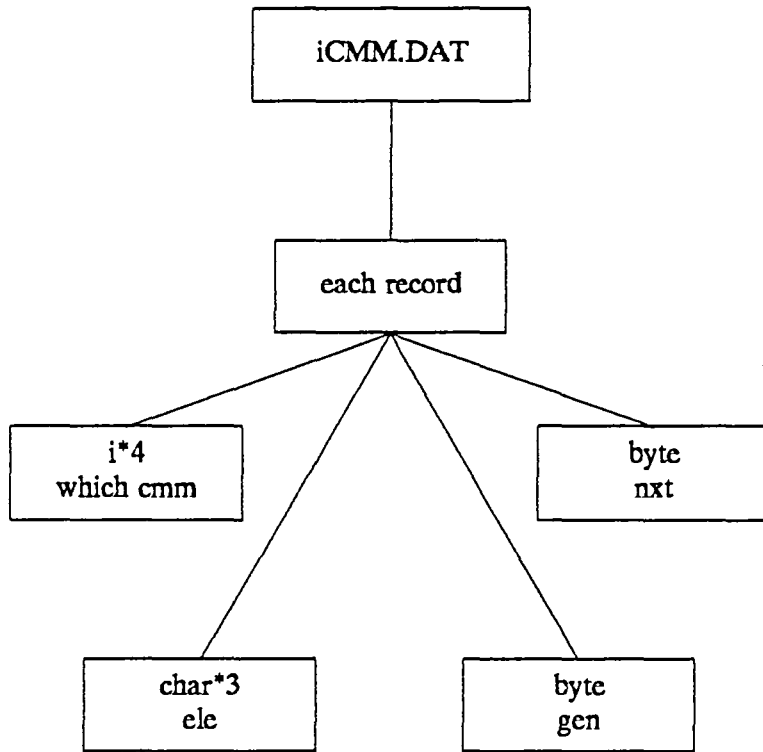 iCMM.DAT
each record
i*4
which cmm
byte
nxt
char*3
ele
byte
gen